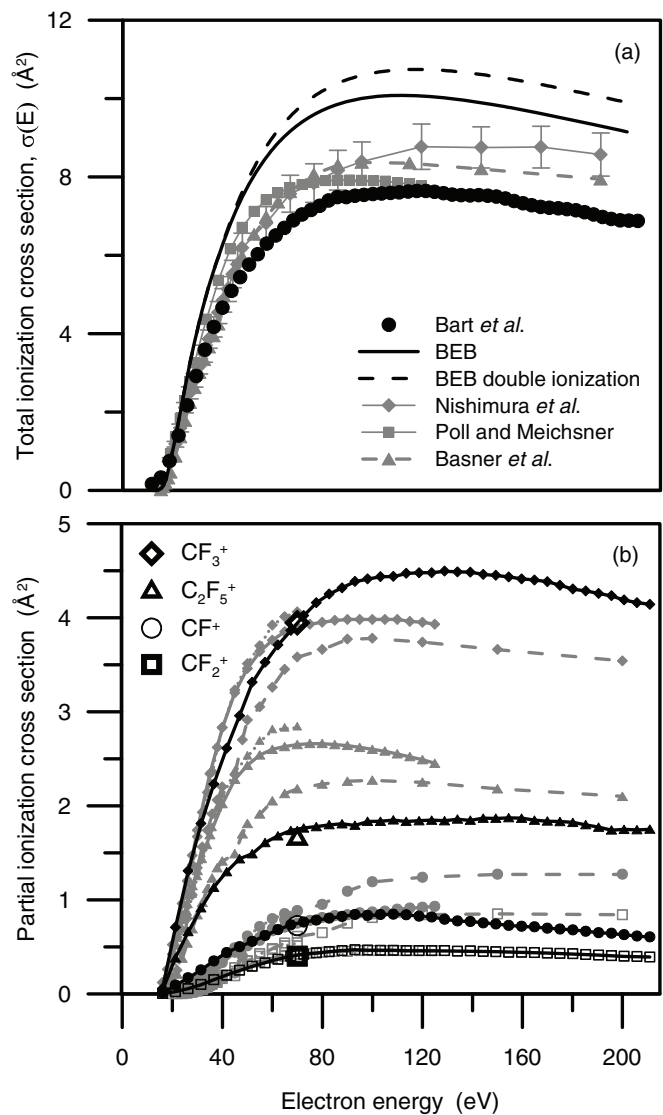 12
(a)
8
4
0
Total ionization cross section, σ(E)  (Å²)
Bart et al.
BEB
BEB double ionization
Nishimura et al.
Poll and Meichsner
Basner et al.
5
(b)
4
3
2
1
0
Partial ionization cross section (Å²)
CF₃⁺
C₂F₅⁺
CF⁺
CF₂⁺
0 40 80 120 160 200
Electron energy  (eV)